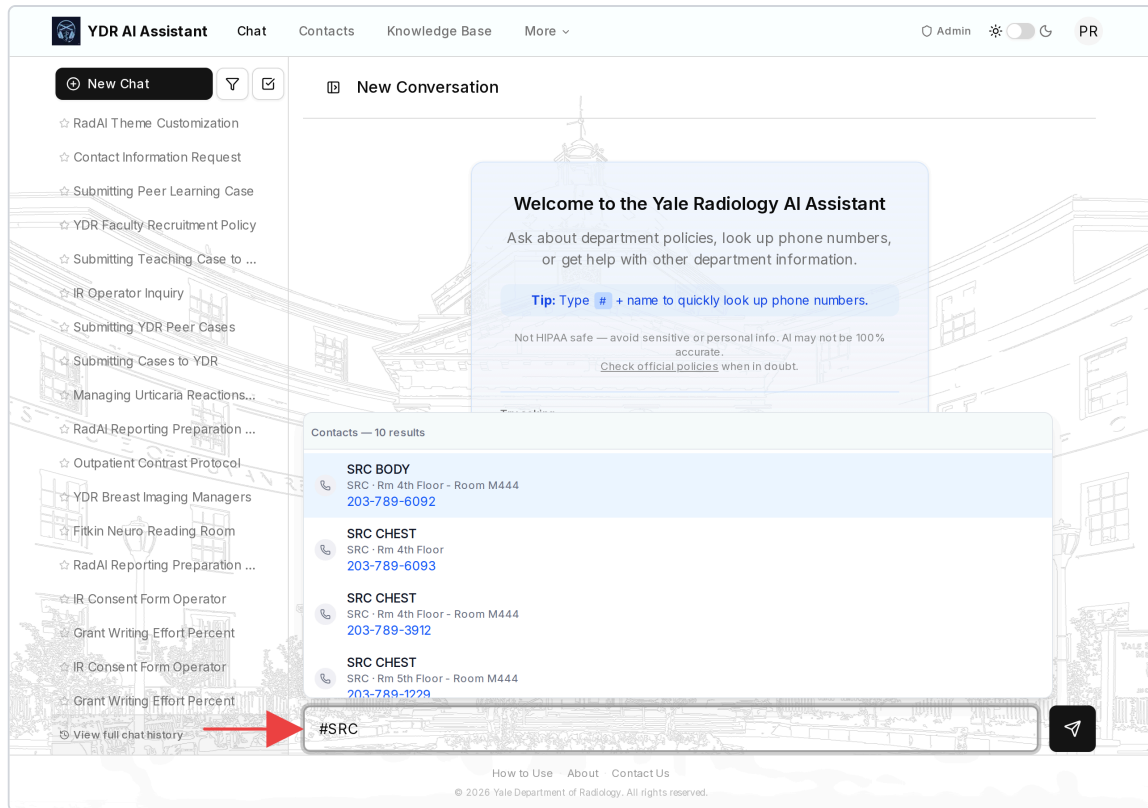 YDR AI Assistant
Chat
Contacts
Knowledge Base
More
Admin
PR
New Chat
RadAI Theme Customization
Contact Information Request
Submitting Peer Learning Case
YDR Faculty Recruitment Policy
Submitting Teaching Case to ...
IR Operator Inquiry
Submitting YDR Peer Cases
Submitting Cases to YDR
Managing Urticaria Reactions...
RadAI Reporting Preparation ...
Outpatient Contrast Protocol
YDR Breast Imaging Managers
Fitkin Neuro Reading Room
RadAI Reporting Preparation ...
IR Consent Form Operator
Grant Writing Effort Percent
IR Consent Form Operator
Grant Writing Effort Percent
View full chat history
New Conversation
Welcome to the Yale Radiology AI Assistant
Ask about department policies, look up phone numbers,
or get help with other department information.
Tip: Type # + name to quickly look up phone numbers.
Not HIPAA safe — avoid sensitive or personal info. AI may not be 100%
accurate.
Check official policies when in doubt.
Contacts — 10 results
SRC BODY
SRC · Rm 4th Floor - Room M444
203-789-6092
SRC CHEST
SRC · Rm 4th Floor
203-789-6093
SRC CHEST
SRC · Rm 4th Floor - Room M444
203-789-3912
SRC CHEST
SRC · Rm 5th Floor - Room M444
203-789-1229
#SRC
How to Use · About · Contact Us
© 2026 Yale Department of Radiology. All rights reserved.